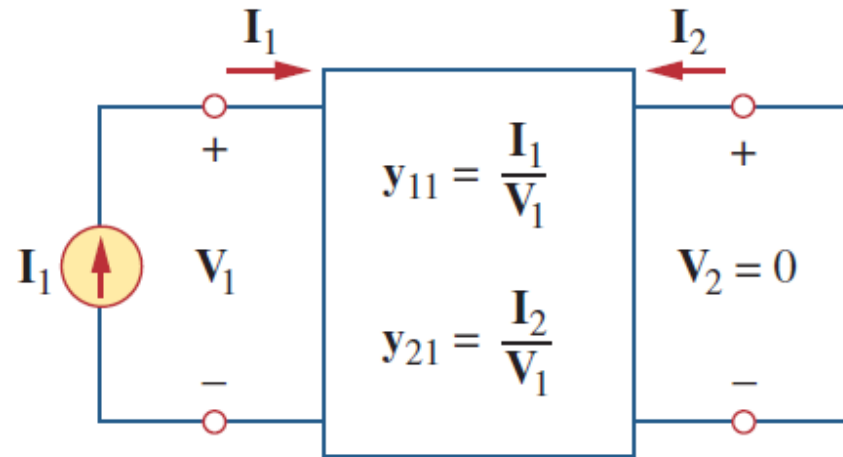 I₁ I₂
+ +
y₁₁ = I₁/V₁
I₁ V₁ V₂ = 0
y₂₁ = I₂/V₁
− −